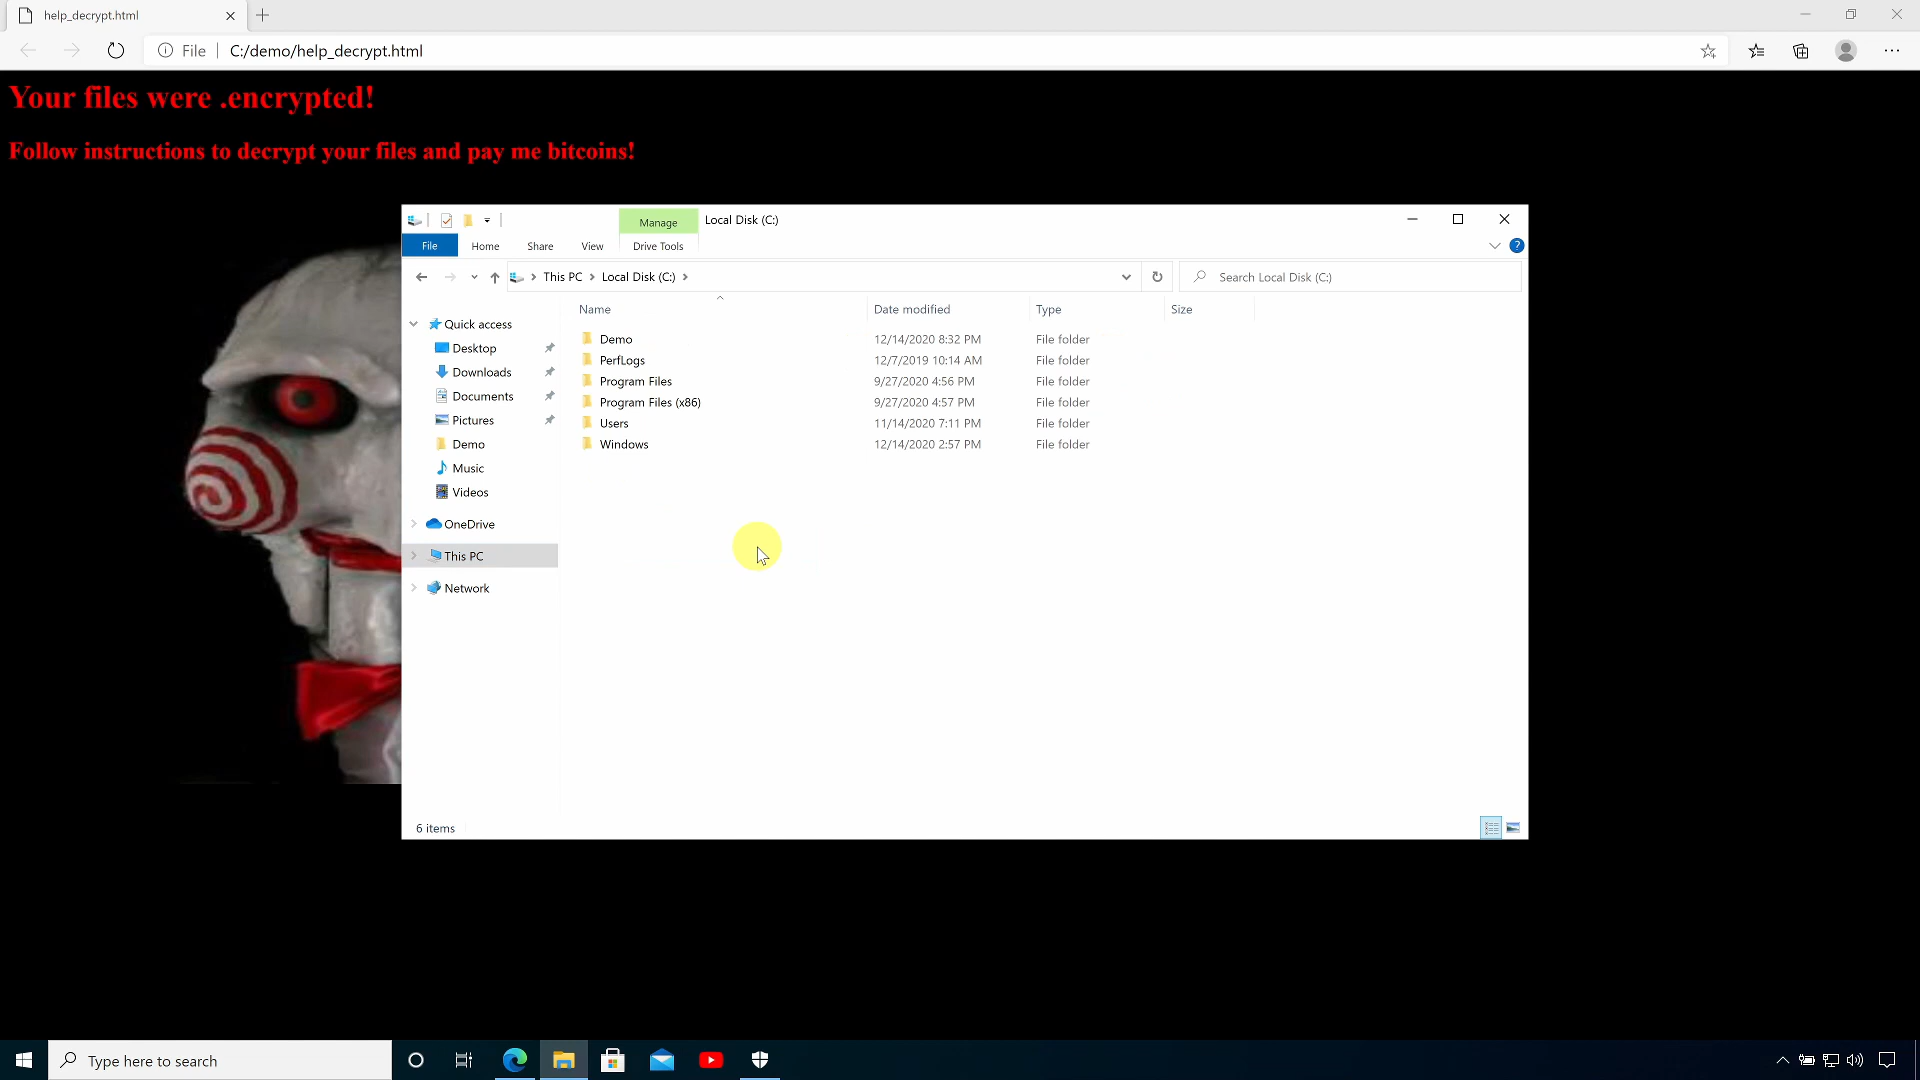 help_decrypt.html
File
C:/demo/help_decrypt.html
Your files were .encrypted!
Follow instructions to decrypt your files and pay me bitcoins!
Manage
Local Disk (C:)
File
Home
Share
View
Drive Tools
This PC
Local Disk (C:)
Search Local Disk (C:)
Name
Date modified
Type
Size
Quick access
Desktop
Downloads
Documents
Pictures
Demo
Music
Videos
OneDrive
This PC
Network
Demo 12/14/2020 8:32 PM File folder
PerfLogs 12/7/2019 10:14 AM File folder
Program Files 9/27/2020 4:56 PM File folder
Program Files (x86) 9/27/2020 4:57 PM File folder
Users 11/14/2020 7:11 PM File folder
Windows 12/14/2020 2:57 PM File folder
6 items
Type here to search